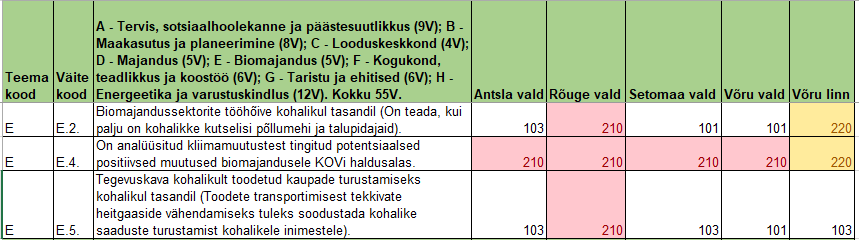 A - Tervis, sotsiaalhoolekanne ja päästesuutlikkus (9V); B -
Maakasutus ja planeerimine (8V); C - Looduskeskkond (4V);
D - Majandus (5V); E - Biomajandus (5V); F - Kogukond,
teadlikkus ja koostöö (6V); G - Taristu ja ehitised (6V); H -
Energeetika ja varustuskindlus (12V). Kokku 55V.
Teema kood
Väite kood
Antsla vald
Rõuge vald
Setomaa vald
Võru vald
Võru linn
E
E.2.
Biomajandussektorite tööhõive kohalikul tasandil (On teada, kui
palju on kohalikke kutselisi põllumehi ja talupidajaid).
103
210
101
101
220
E
E.4.
On analüüsitud kliimamuutustest tingitud potentsiaalsed
positiivsed muutused biomajandusele KOVi haldusalas.
210
210
210
210
220
E
E.5.
Tegevuskava kohalikult toodetud kaupade turustamiseks
kohalikul tasandil (Toodete transportimisest tekkivate
heitgaaside vähendamiseks tuleks soodustada kohalike
saaduste turustamist kohalikele inimestele).
103
210
103
101
103